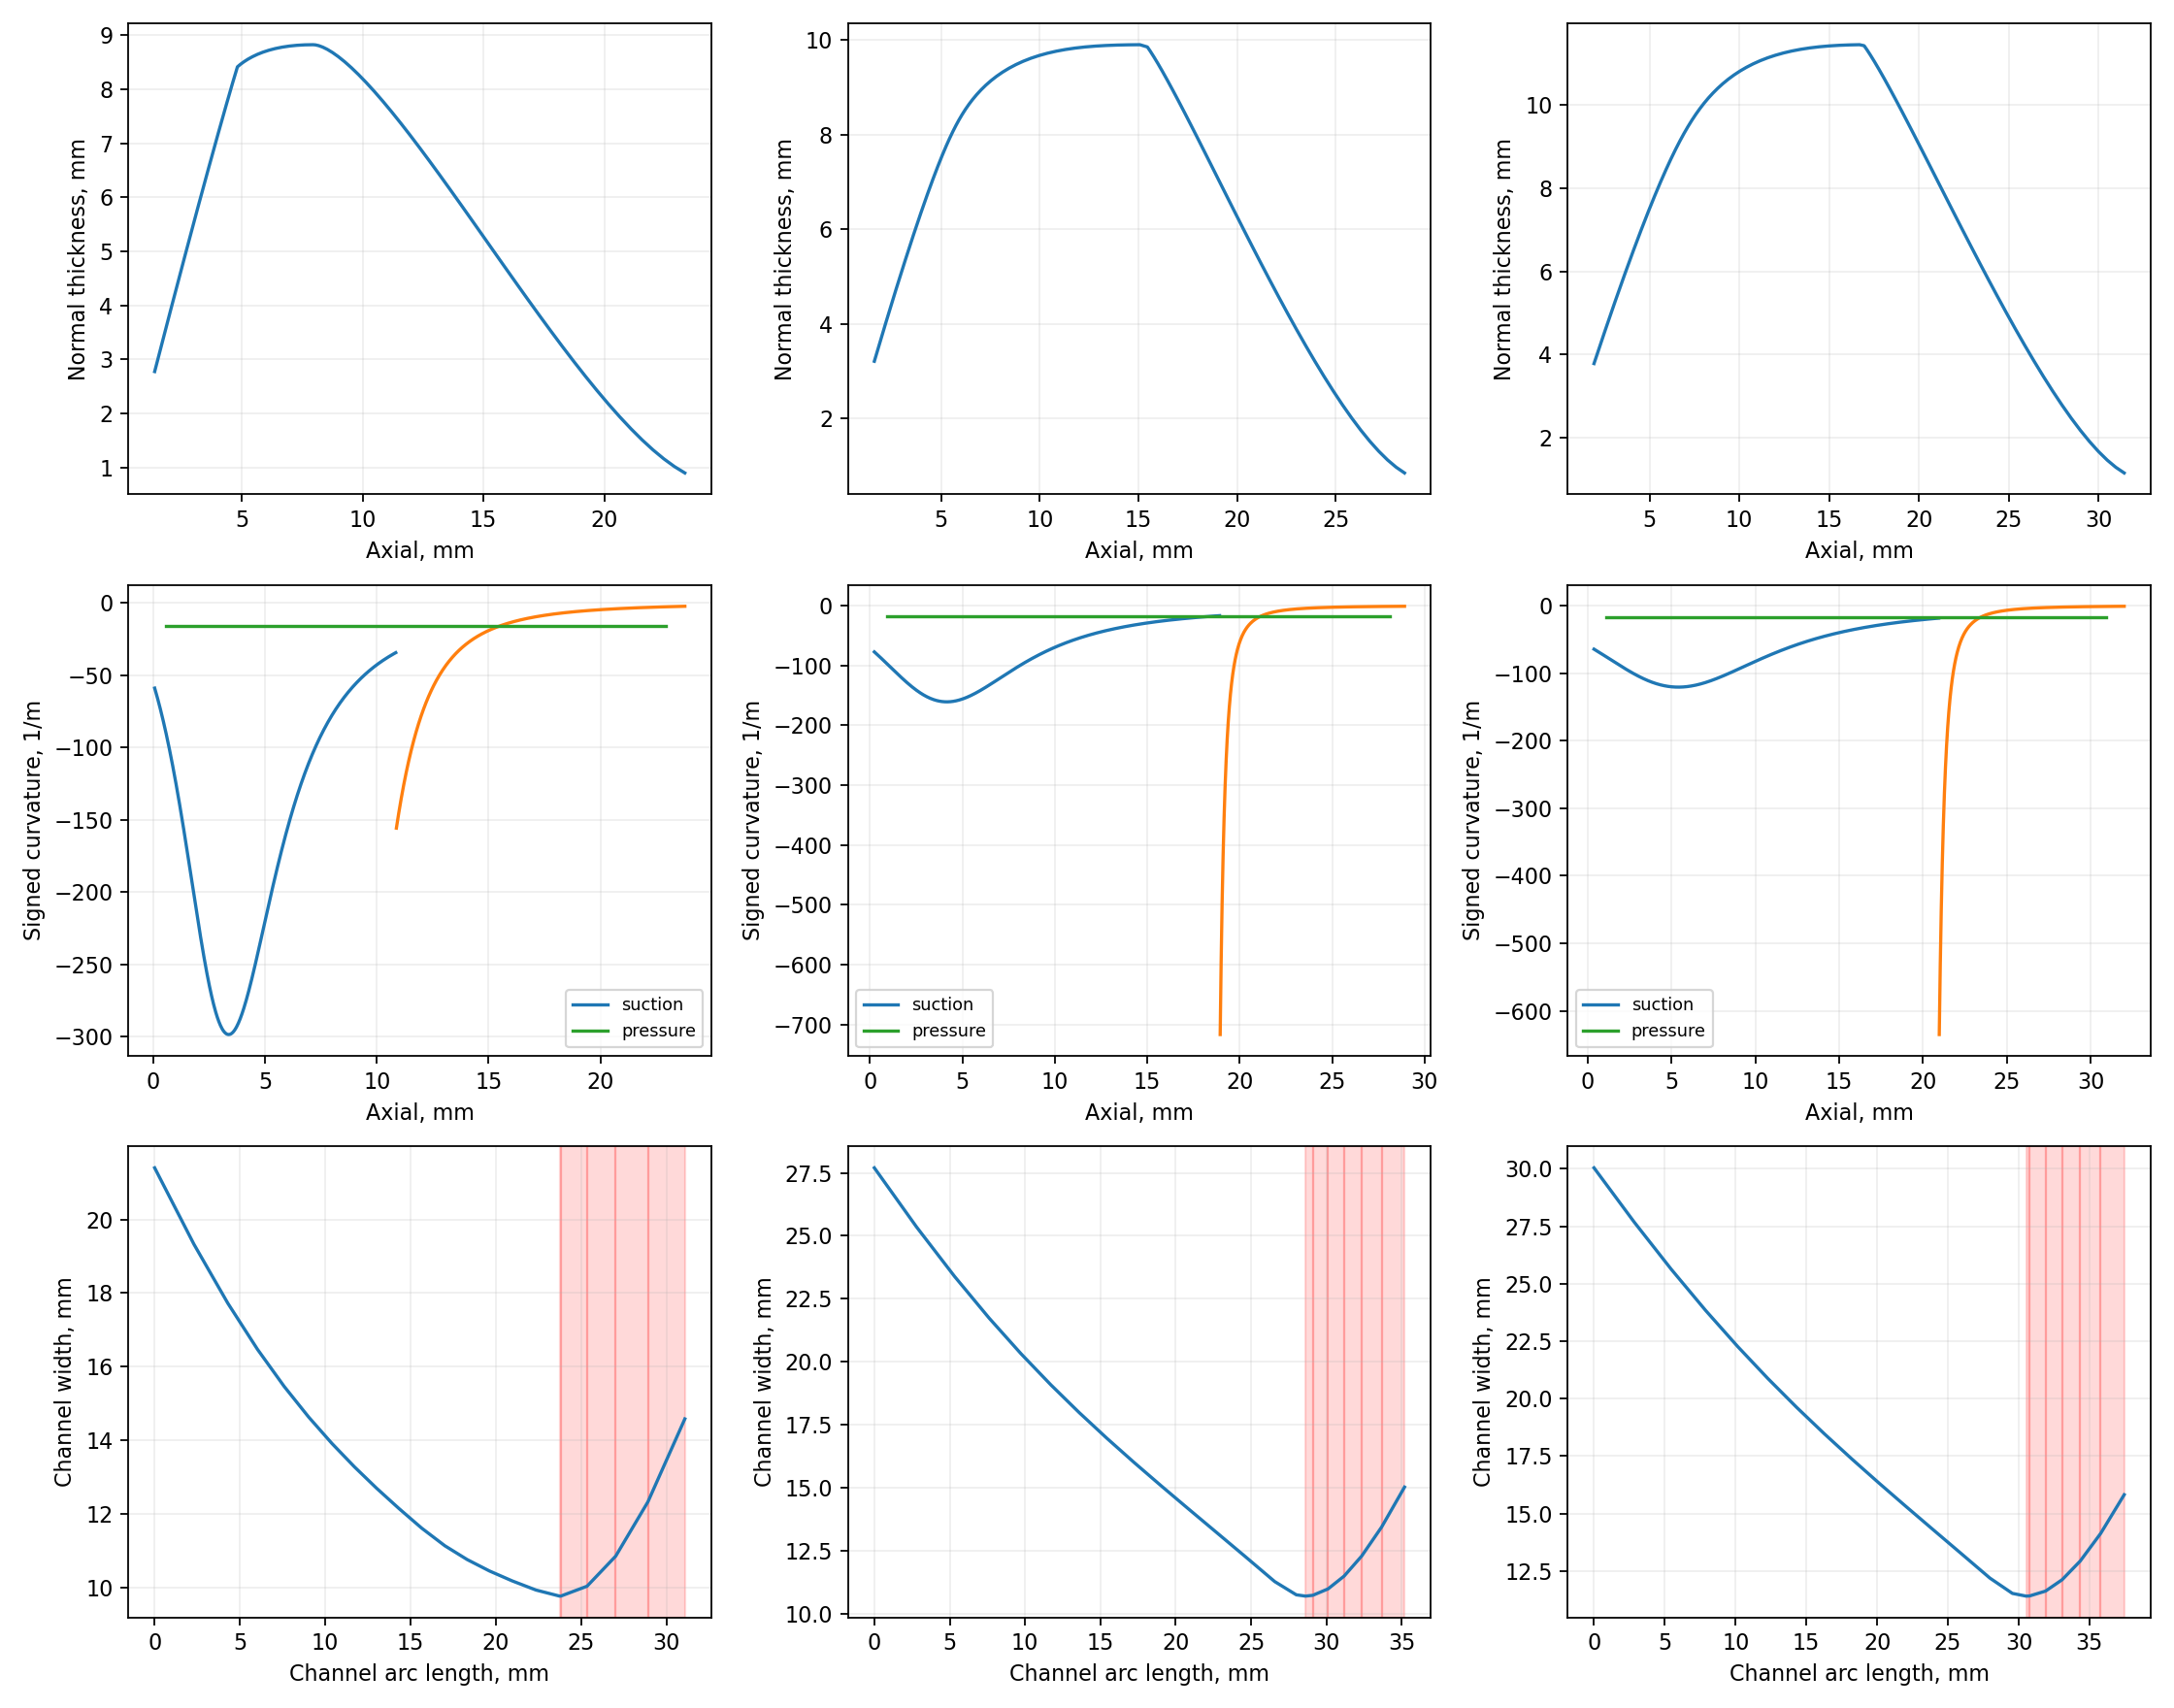 9
8
7
6
5
4
3
2
1
Normal thickness, mm
5 10 15 20
Axial, mm
10
8
6
4
2
Normal thickness, mm
5 10 15 20 25
Axial, mm
10
8
6
4
2
Normal thickness, mm
5 10 15 20 25 30
Axial, mm
0
−50
−100
−150
−200
−250
−300
Signed curvature, 1/m
suction
pressure
0 5 10 15 20
Axial, mm
0
−100
−200
−300
−400
−500
−600
−700
Signed curvature, 1/m
suction
pressure
0 5 10 15 20 25 30
Axial, mm
0
−100
−200
−300
−400
−500
−600
Signed curvature, 1/m
suction
pressure
0 5 10 15 20 25 30
Axial, mm
20
18
16
14
12
10
Channel width, mm
0 5 10 15 20 25 30
Channel arc length, mm
27.5
25.0
22.5
20.0
17.5
15.0
12.5
10.0
Channel width, mm
0 5 10 15 20 25 30 35
Channel arc length, mm
30.0
27.5
25.0
22.5
20.0
17.5
15.0
12.5
Channel width, mm
0 5 10 15 20 25 30 35
Channel arc length, mm